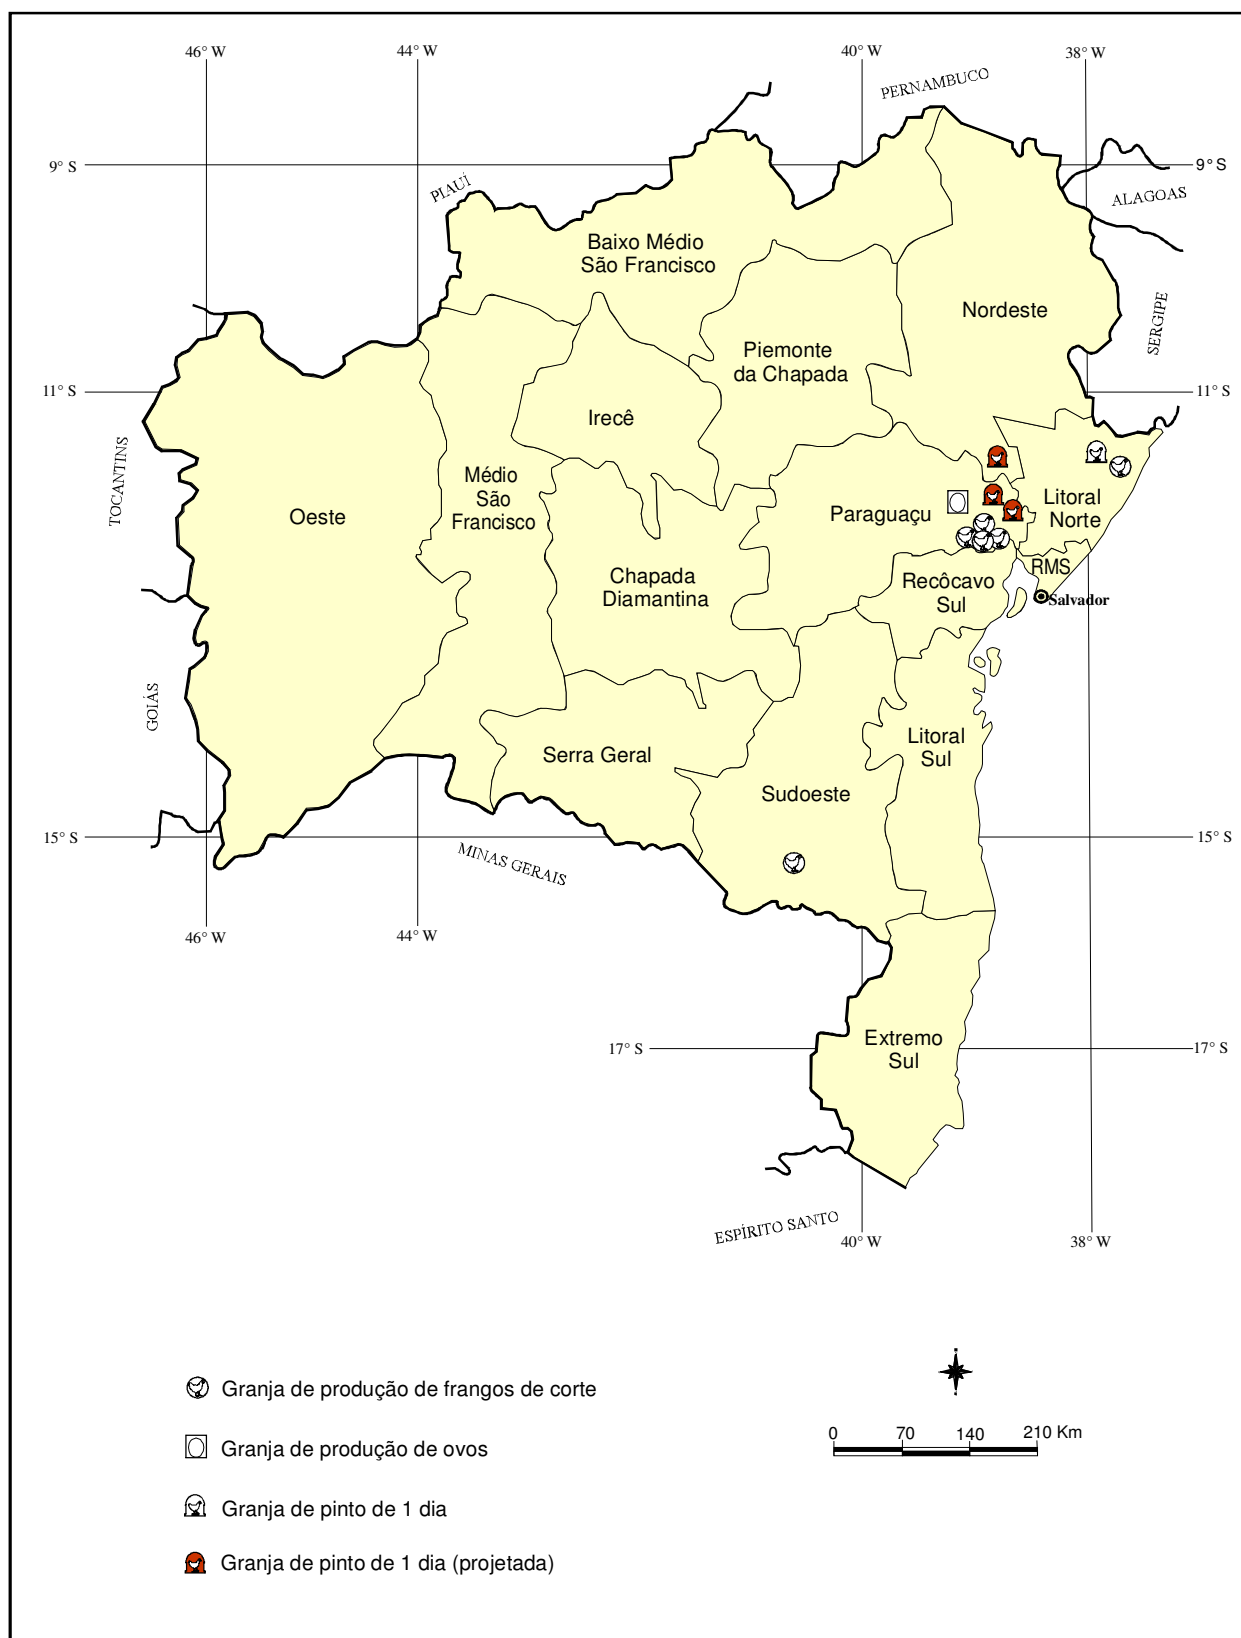 46° W
44° W
40° W
38° W
PERNAMBUCO
9° S
9° S
PIAUÍ
ALAGOAS
Baixo Médio
São Francisco
Nordeste
SERGIPE
Piemonte
da Chapada
11° S
11° S
Irecê
TOCANTINS
Médio
São
Francisco
Oeste
Paraguaçu
Litoral
Norte
RMS
Chapada
Diamantina
Recôcavo
Sul
Salvador
GOIÁS
Litoral
Sul
Serra Geral
Sudoeste
15° S
15° S
MINAS GERAIS
46° W
44° W
Extremo
Sul
17° S
17° S
ESPÍRITO SANTO
40° W
38° W
Granja de produção de frangos de corte
0 70 140 210 Km
Granja de produção de ovos
Granja de pinto de 1 dia
Granja de pinto de 1 dia (projetada)